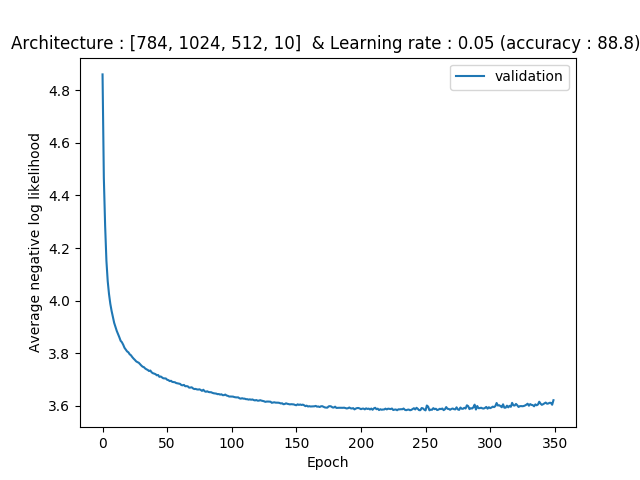 Architecture : [784, 1024, 512, 10]  & Learning rate : 0.05 (accuracy : 88.8)
validation
Average negative log likelihood
4.8
4.6
4.4
4.2
4.0
3.8
3.6
0 50 100 150 200 250 300 350
Epoch